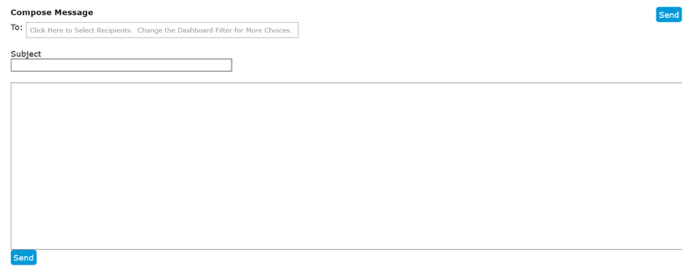 Compose Message
Send
To: Click Here to Select Recipients. Change the Dashboard Filter for More Choices.
Subject
Send